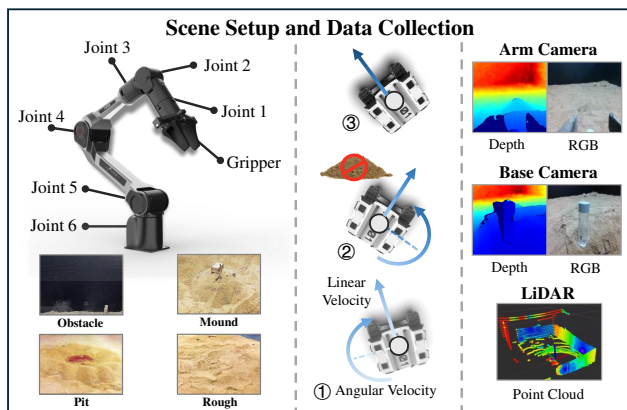 Scene Setup and Data Collection
Joint 3
Joint 2
Joint 4
Joint 1
Gripper
Joint 5
Joint 6
Obstacle
Mound
Pit
Rough
③
②
Linear
Velocity
① Angular Velocity
Arm Camera
Depth
RGB
Base Camera
Depth
RGB
LiDAR
Point Cloud